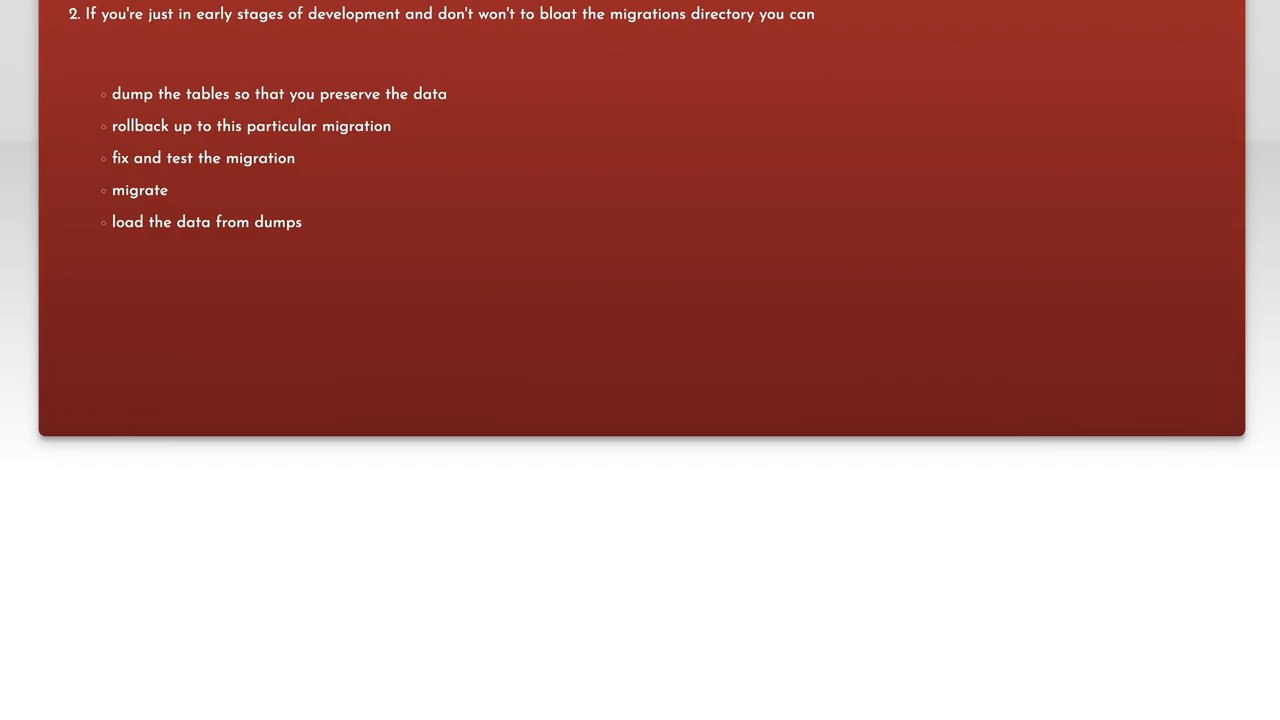 2. If you're just in early stages of development and don't won't to bloat the migrations directory you can
dump the tables so that you preserve the data
rollback up to this particular migration
fix and test the migration
migrate
load the data from dumps